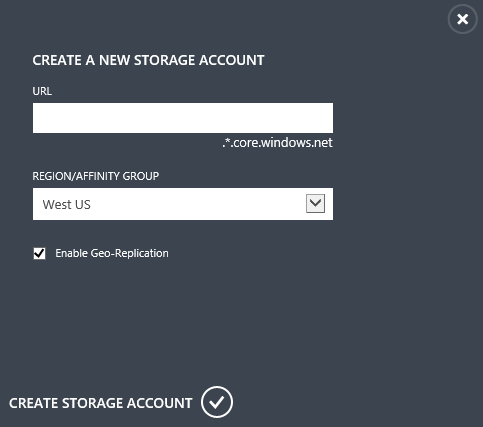 CREATE A NEW STORAGE ACCOUNT
URL
.*.core.windows.net
REGION/AFFINITY GROUP
West US
Enable Geo-Replication
CREATE STORAGE ACCOUNT